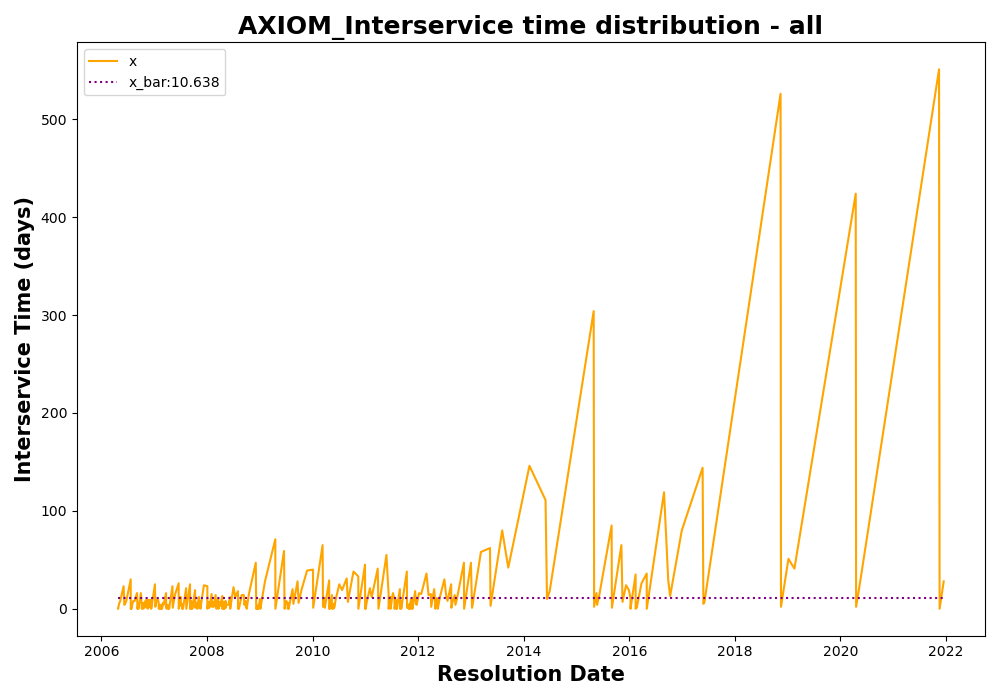 AXIOM_Interservice time distribution - all
x
x_bar:10.638
Interservice Time (days)
500
400
300
200
100
0
2006 2008 2010 2012 2014 2016 2018 2020 2022
Resolution Date